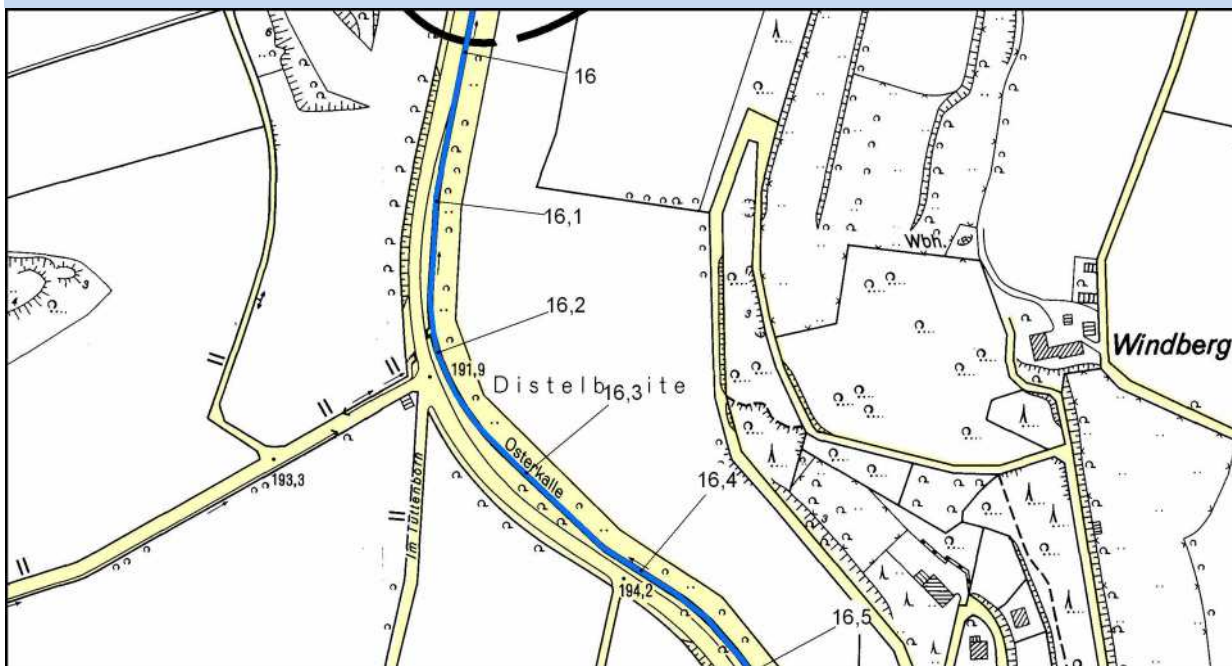 16
16,1
Wbh.
16,2
Windberg
191,9
Distelb ite
16,3
Osterkalle
193,3
Im Tüttenborn
16,4
194,2
16,5